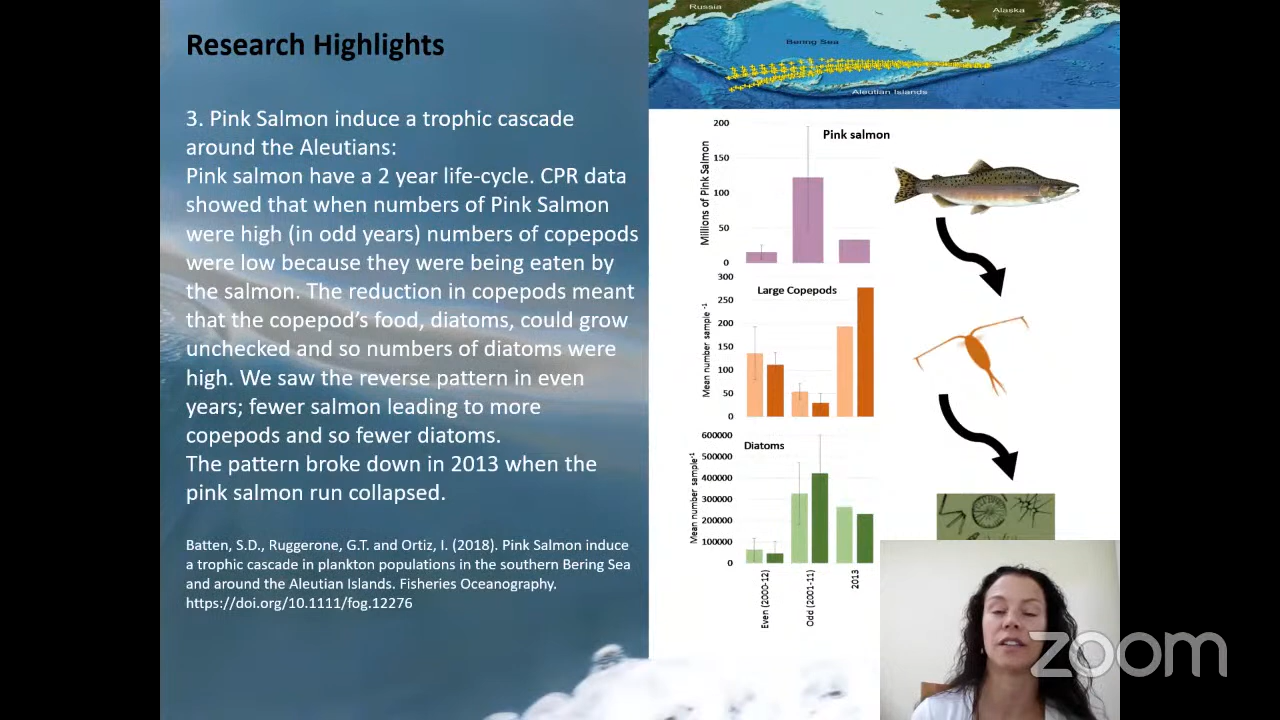 Research Highlights
3. Pink Salmon induce a trophic cascade
around the Aleutians:
Pink salmon have a 2 year life-cycle. CPR data
showed that when numbers of Pink Salmon
were high (in odd years) numbers of copepods
were low because they were being eaten by
the salmon. The reduction in copepods meant
that the copepod's food, diatoms, could grow
unchecked and so numbers of diatoms were
high. We saw the reverse pattern in even
years; fewer salmon leading to more
copepods and so fewer diatoms.
The pattern broke down in 2013 when the
pink salmon run collapsed.
Batten, S.D., Ruggerone, G.T. and Ortiz, I. (2018). Pink Salmon induce
a trophic cascade in plankton populations in the southern Bering Sea
and around the Aleutian Islands. Fisheries Oceanography.
https://doi.org/10.1111/fog.12276
Russia
Alaska
Bering Sea
Aleutian Islands
Pink salmon
Millions of Pink Salmon
200
150
100
50
0
Large Copepods
Mean number sample -1
300
250
200
150
100
50
0
Diatoms
Mean number sample-1
600000
500000
400000
300000
200000
100000
0
Even (2000-12)
Odd (2001-11)
2013
zoom